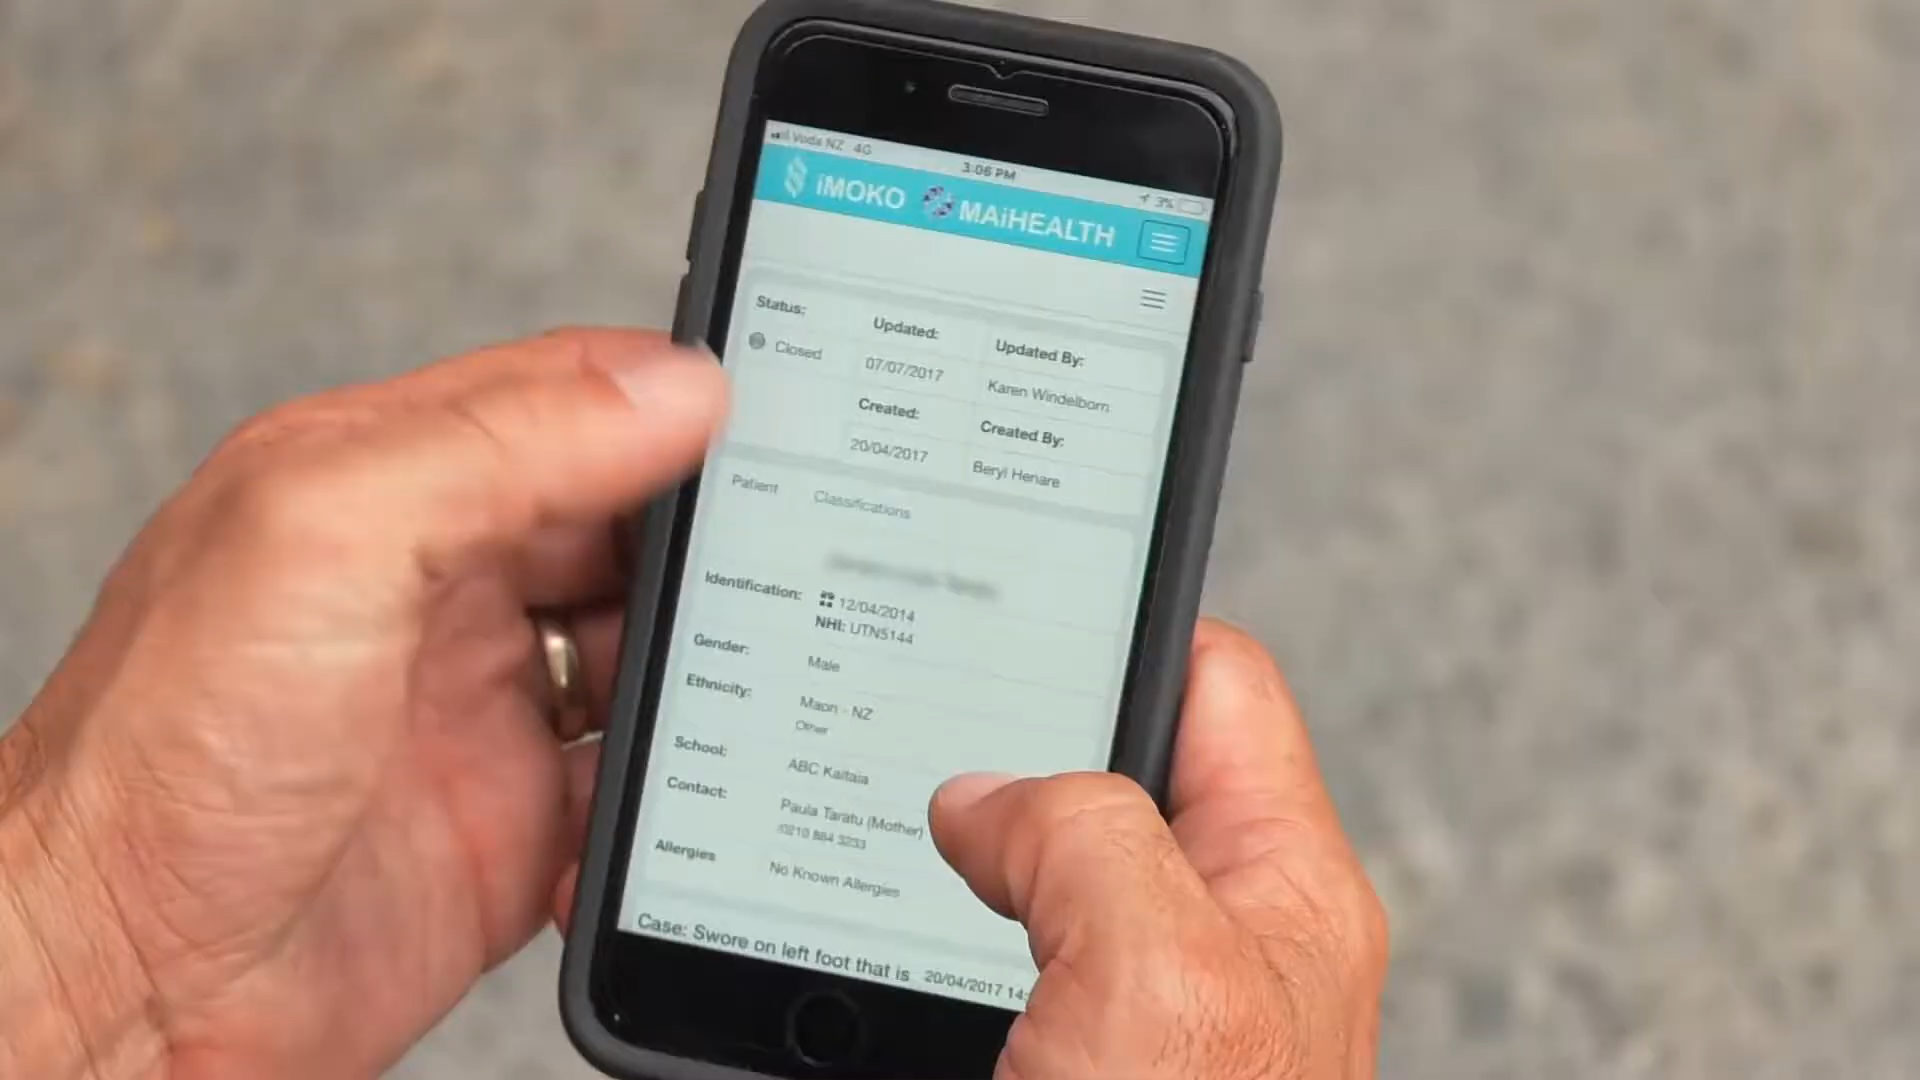 Voda NZ 4G 3:06 PM 3%
iMOKO MAiHEALTH
Status: Updated: Updated By:
Closed 07/07/2017 Karen Windelborn
Created: Created By:
20/04/2017 Beryl Henare
Patient Classifications
Identification: 12/04/2014
NHI: UTN5144
Gender: Male
Ethnicity: Maori - NZ
Other
School: ABC Kaitaia
Contact: Paula Taratu (Mother)
0210 884 3233
Allergies No Known Allergies
Case: Swore on left foot that is 20/04/2017 14: